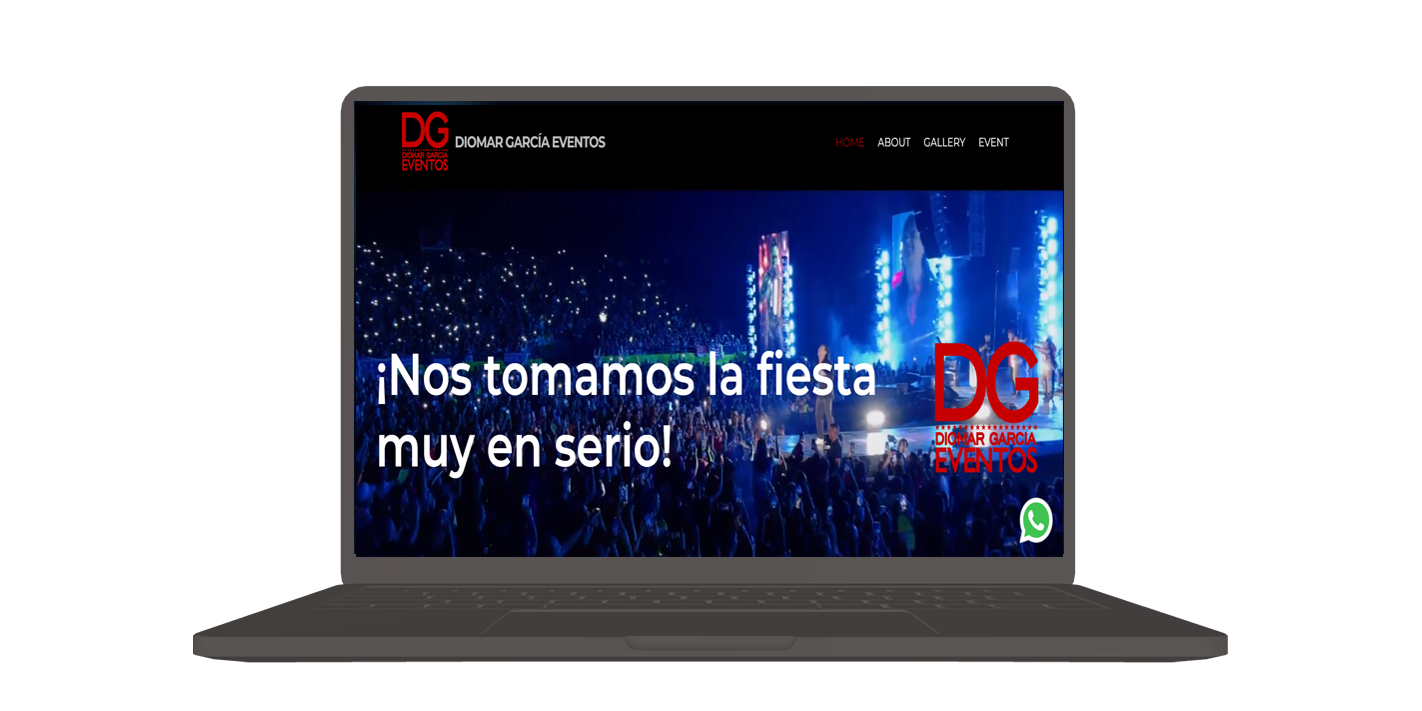 DG
DIOMAR GARCÍA
EVENTOS
DIOMAR GARCÍA EVENTOS
HOME ABOUT GALLERY EVENT
¡Nos tomamos la fiesta
muy en serio!
DG
DIOMAR GARCIA
EVENTOS